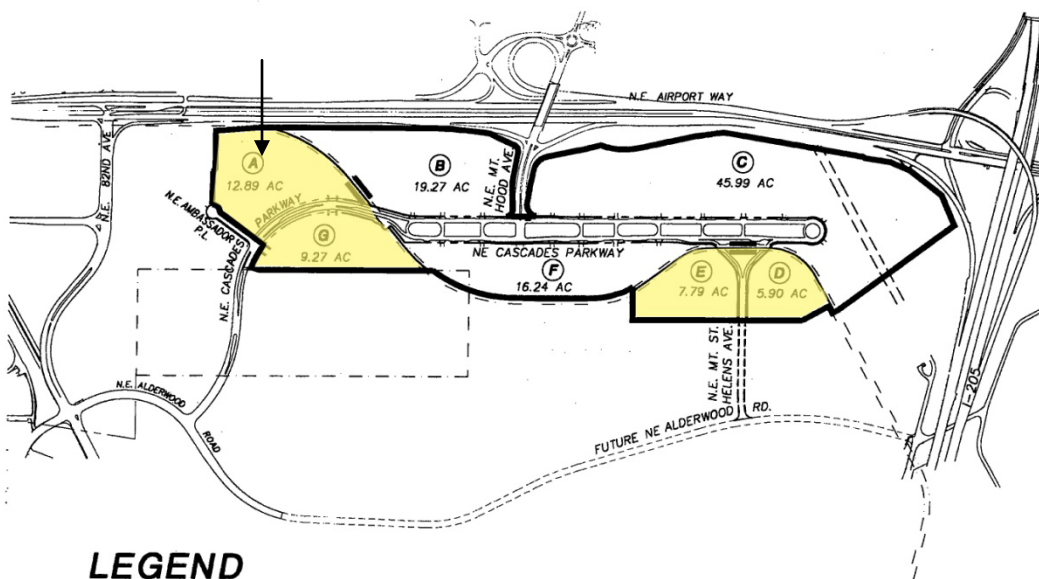 N.E. AIRPORT WAY
N.E. 82ND AVE
A
12.89 AC
B
19.27 AC
N.E. MT.
HOOD AVE.
C
45.99 AC
N.E. AMBASSADOR'S
P.L.
PARKWAY
N.E. CASCADES
G
9.27 AC
NE CASCADES PARKWAY
F
16.24 AC
E
7.79 AC
D
5.90 AC
N.E. MT. ST.
HELENS AVE.
N.E. ALDERWOOD
ROAD
FUTURE NE ALDERWOOD RD.
I-205
LEGEND